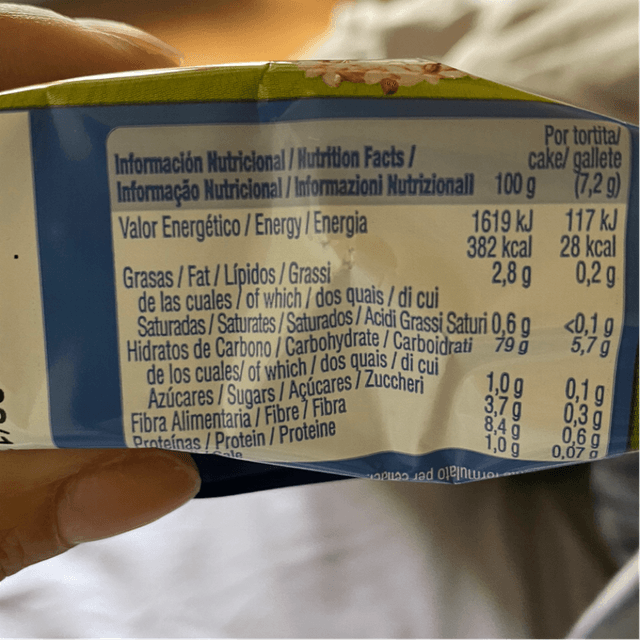 Por tortita/
cake/ gallete
Información Nutricional / Nutrition Facts /
Informação Nutricional / Informazioni Nutrizionali 100 g (7,2 g)
Valor Energético / Energy / Energia 1619 kJ 117 kJ
382 kcal 28 kcal
Grasas / Fat / Lípidos / Grassi 2,8 g 0,2 g
de las cuales / of which / dos quais / di cui
Saturadas / Saturates / Saturados / Acidi Grassi Saturi 0,6 g <0,1 g
Hidratos de Carbono / Carbohydrate / Carboidrati 79 g 5,7 g
de los cuales/ of which / dos quais / di cui
Azúcares / Sugars / Açúcares / Zuccheri 1,0 g 0,1 g
Fibra Alimentaria / Fibre / Fibra 3,7 g 0,3 g
Proteínas / Protein / Proteine 8,4 g 0,6 g
Sale 1,0 g 0,07 g